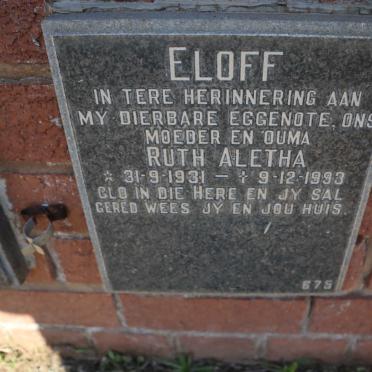 ELOFF
IN TERE HERINNERING AAN
MY DIERBARE EGGENOTE, ONS
MOEDER EN OUMA
RUTH ALETHA
* 31-9-1931 — ✝ 9-12-1993
GLO IN DIE HERE EN JY SAL
GERED WEES JY EN JOU HUIS.
675